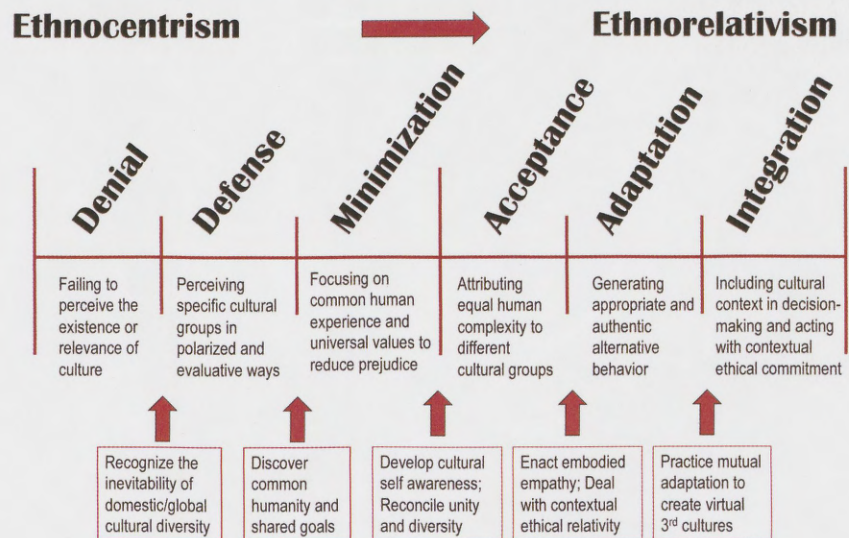 Ethnocentrism
Ethnorelativism
Denial
Defense
Minimization
Acceptance
Adaptation
Integration
Failing to
perceive the
existence or
relevance of
culture
Perceiving
specific cultural
groups in
polarized and
evaluative ways
Focusing on
common human
experience and
universal values to
reduce prejudice
Attributing
equal human
complexity to
different
cultural groups
Generating
appropriate and
authentic
alternative
behavior
Including cultural
context in decision-
making and acting
with contextual
ethical commitment
Recognize the
inevitability of
domestic/global
cultural diversity
Discover
common
humanity and
shared goals
Develop cultural
self awareness;
Reconcile unity
and diversity
Enact embodied
empathy; Deal
with contextual
ethical relativity
Practice mutual
adaptation to
create virtual
3rd cultures